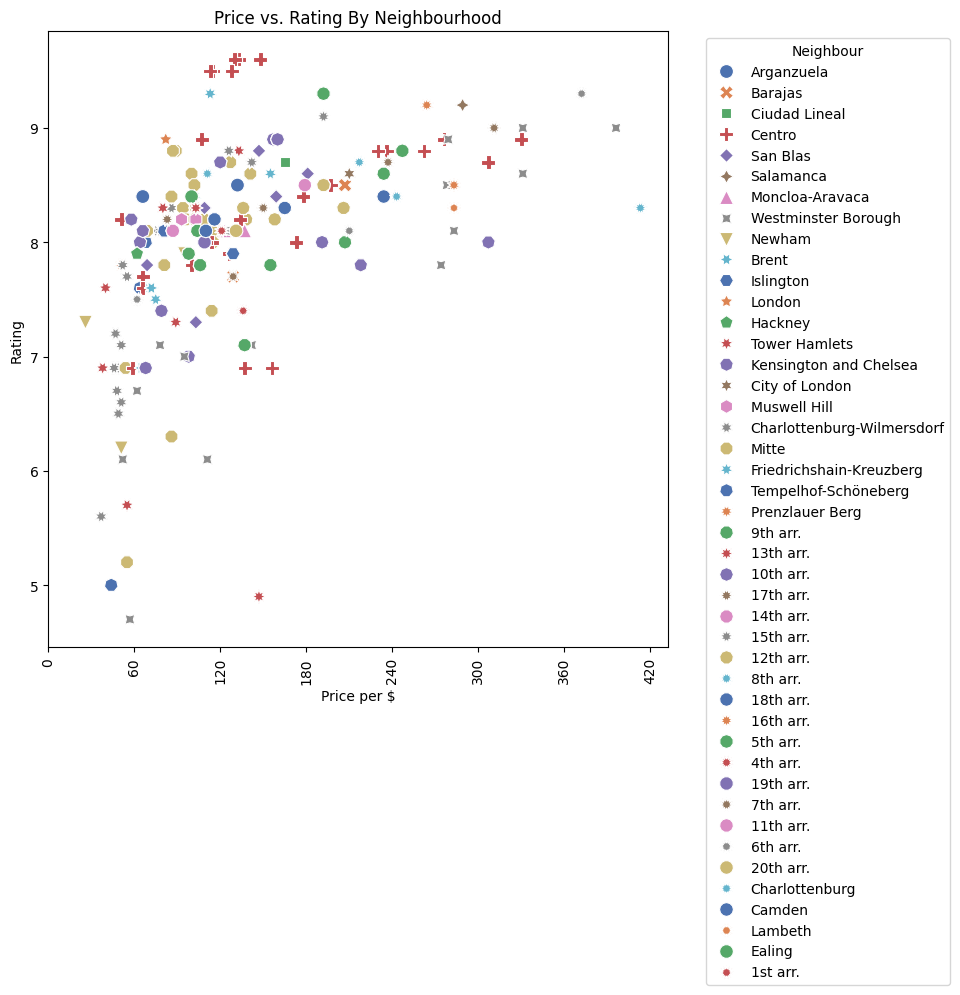 Price vs. Rating By Neighbourhood
Rating
9
8
7
6
5
0
60
120
180
240
300
360
420
Price per $
Neighbour
Arganzuela
Barajas
Ciudad Lineal
Centro
San Blas
Salamanca
Moncloa-Aravaca
Westminster Borough
Newham
Brent
Islington
London
Hackney
Tower Hamlets
Kensington and Chelsea
City of London
Muswell Hill
Charlottenburg-Wilmersdorf
Mitte
Friedrichshain-Kreuzberg
Tempelhof-Schöneberg
Prenzlauer Berg
9th arr.
13th arr.
10th arr.
17th arr.
14th arr.
15th arr.
12th arr.
8th arr.
18th arr.
16th arr.
5th arr.
4th arr.
19th arr.
7th arr.
11th arr.
6th arr.
20th arr.
Charlottenburg
Camden
Lambeth
Ealing
1st arr.